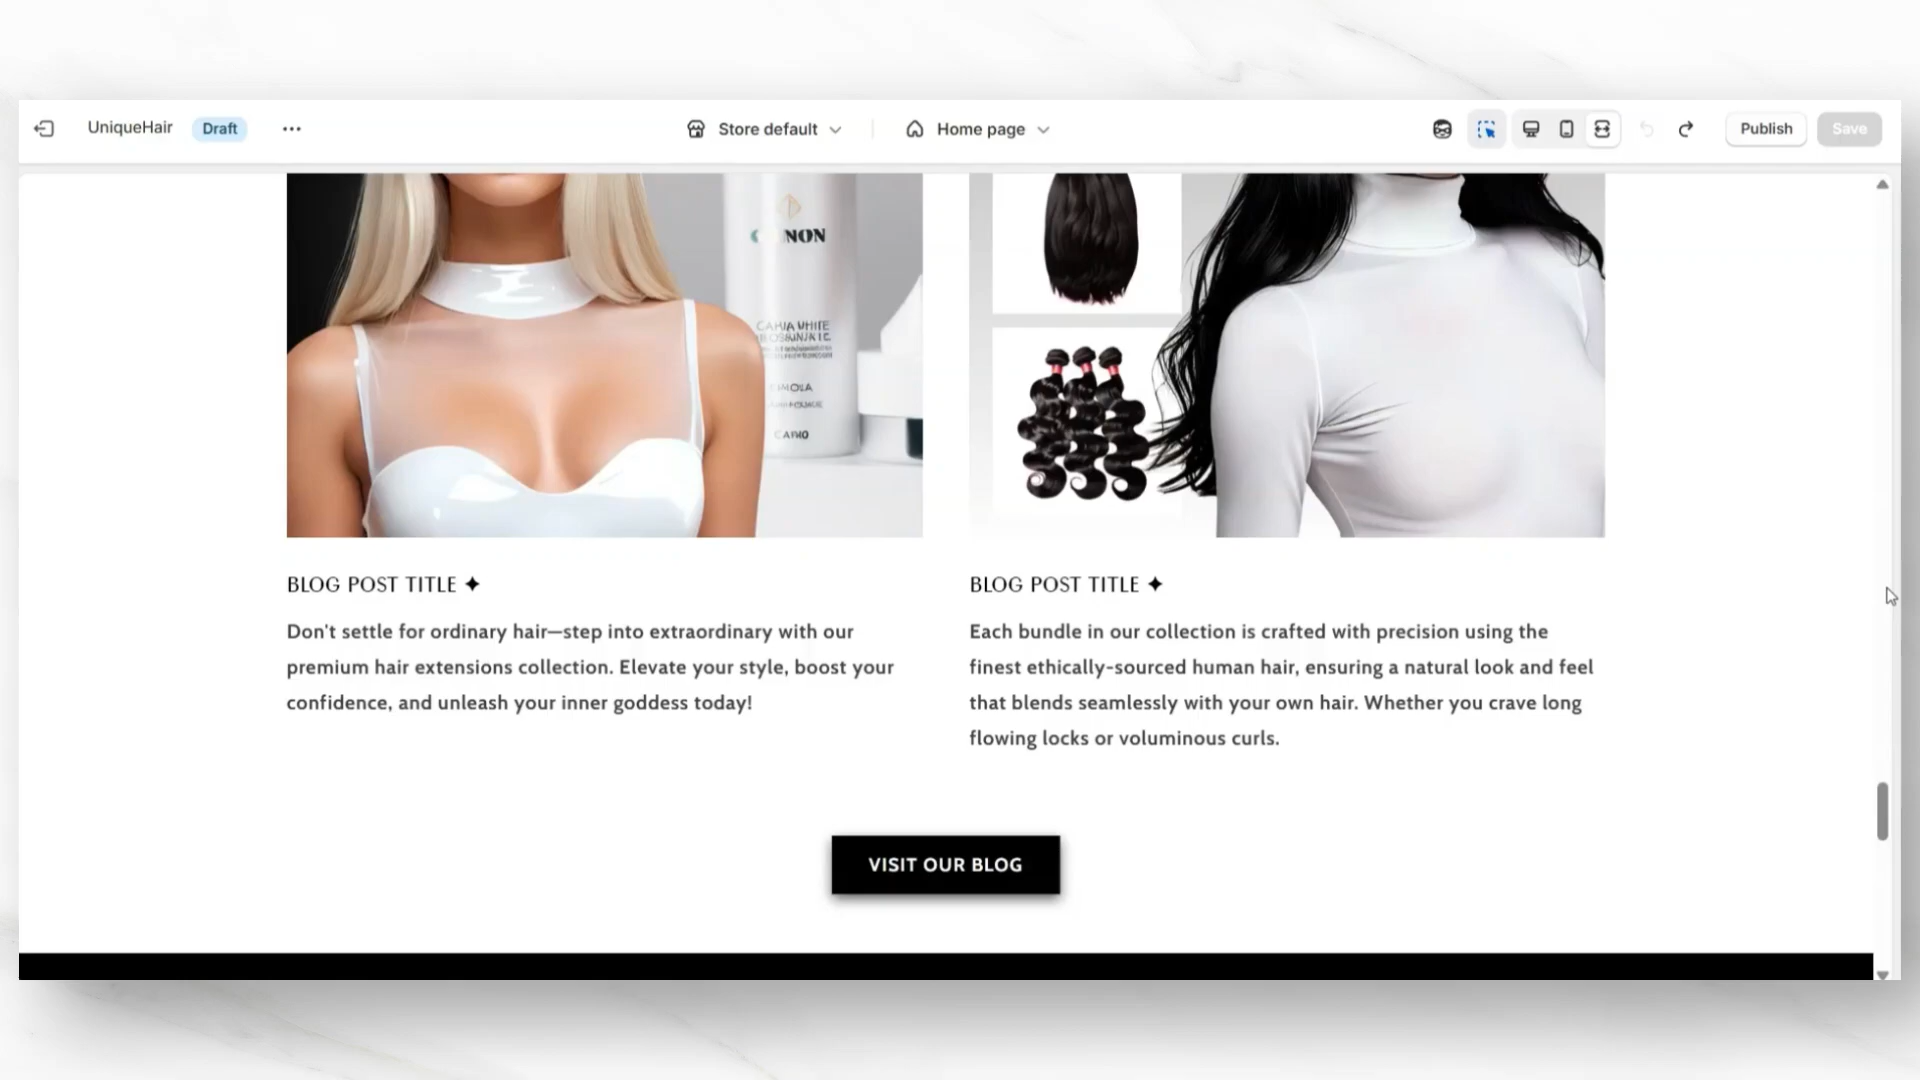 UniqueHair Draft ... Store default Home page Publish Save
NON
BLOG POST TITLE ✦
Don't settle for ordinary hair—step into extraordinary with our
premium hair extensions collection. Elevate your style, boost your
confidence, and unleash your inner goddess today!
BLOG POST TITLE ✦
Each bundle in our collection is crafted with precision using the
finest ethically-sourced human hair, ensuring a natural look and feel
that blends seamlessly with your own hair. Whether you crave long
flowing locks or voluminous curls.
VISIT OUR BLOG